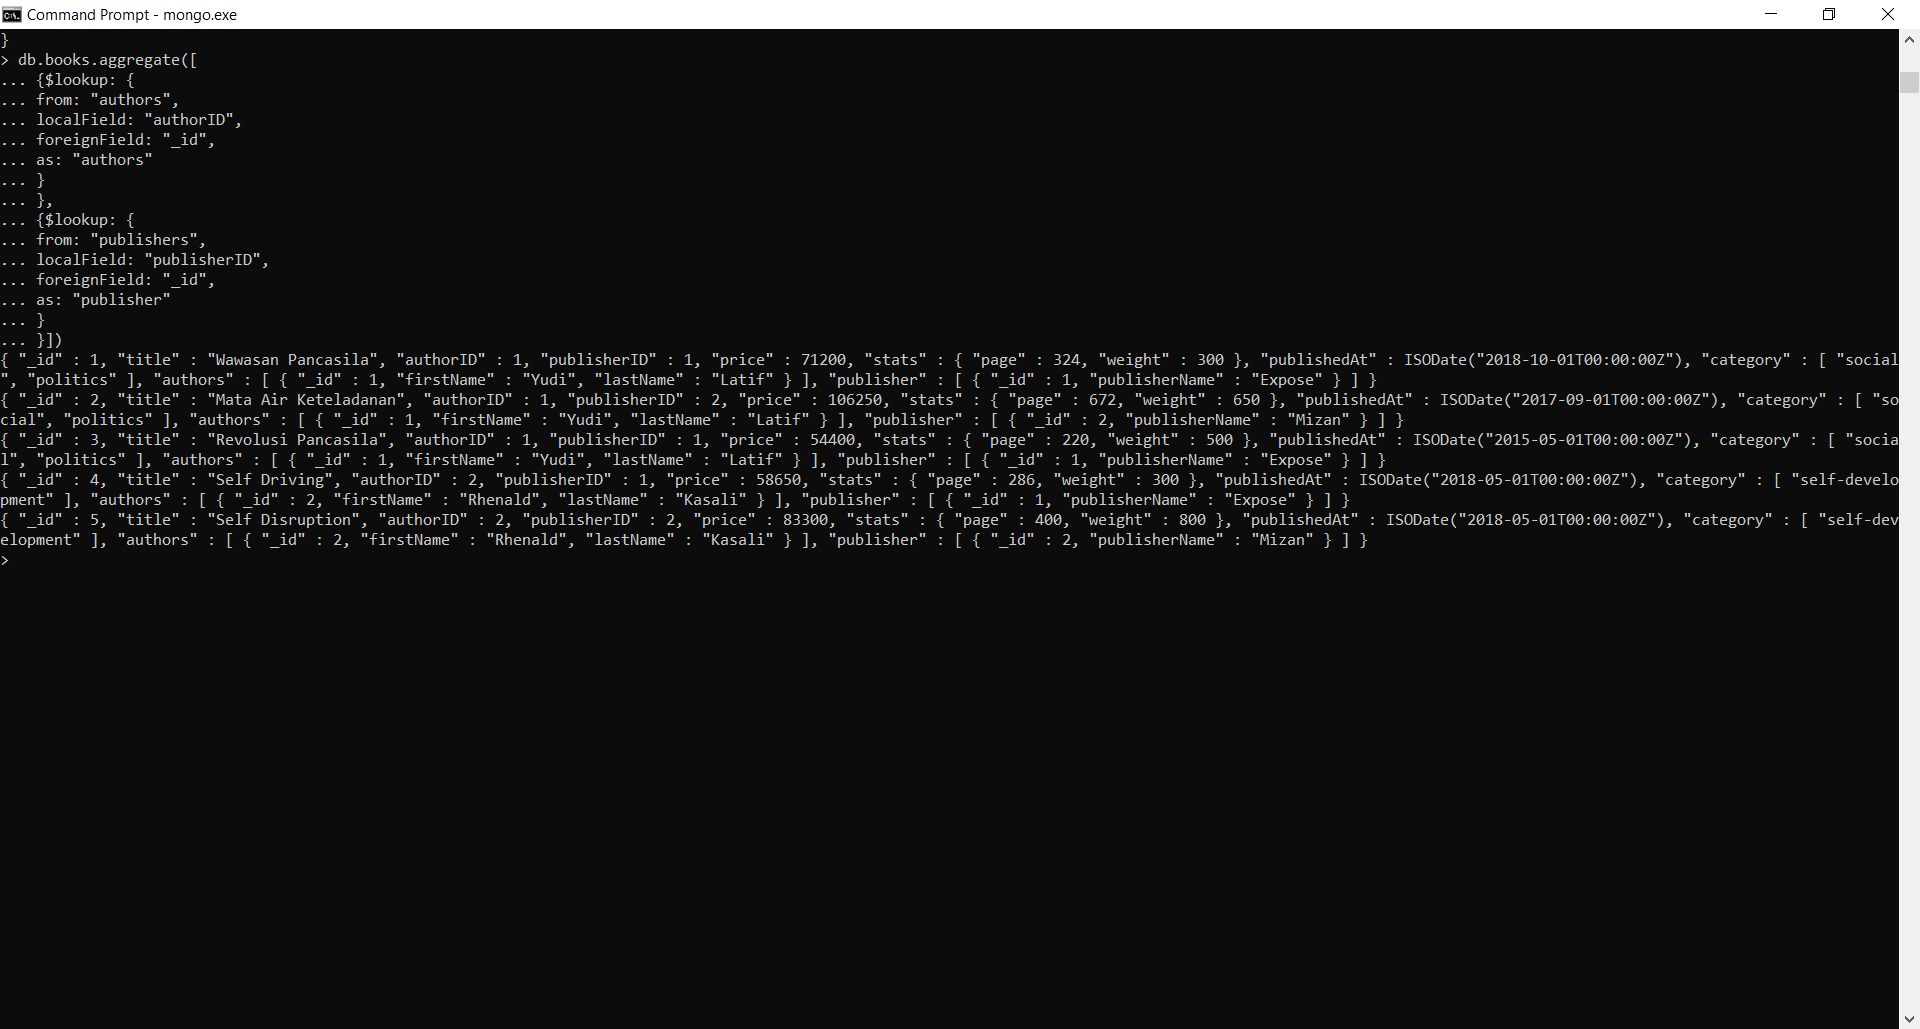 Command Prompt - mongo.exe
}
> db.books.aggregate([
... {$lookup: {
... from: "authors",
... localField: "authorID",
... foreignField: "_id",
... as: "authors"
... }
... },
... {$lookup: {
... from: "publishers",
... localField: "publisherID",
... foreignField: "_id",
... as: "publisher"
... }
... }])
{ "_id" : 1, "title" : "Wawasan Pancasila", "authorID" : 1, "publisherID" : 1, "price" : 71200, "stats" : { "page" : 324, "weight" : 300 }, "publishedAt" : ISODate("2018-10-01T00:00:00Z"), "category" : [ "social
", "politics" ], "authors" : [ { "_id" : 1, "firstName" : "Yudi", "lastName" : "Latif" } ], "publisher" : [ { "_id" : 1, "publisherName" : "Expose" } ] }
{ "_id" : 2, "title" : "Mata Air Keteladanan", "authorID" : 1, "publisherID" : 2, "price" : 106250, "stats" : { "page" : 672, "weight" : 650 }, "publishedAt" : ISODate("2017-09-01T00:00:00Z"), "category" : [ "so
cial", "politics" ], "authors" : [ { "_id" : 1, "firstName" : "Yudi", "lastName" : "Latif" } ], "publisher" : [ { "_id" : 2, "publisherName" : "Mizan" } ] }
{ "_id" : 3, "title" : "Revolusi Pancasila", "authorID" : 1, "publisherID" : 1, "price" : 54400, "stats" : { "page" : 220, "weight" : 500 }, "publishedAt" : ISODate("2015-05-01T00:00:00Z"), "category" : [ "socia
l", "politics" ], "authors" : [ { "_id" : 1, "firstName" : "Yudi", "lastName" : "Latif" } ], "publisher" : [ { "_id" : 1, "publisherName" : "Expose" } ] }
{ "_id" : 4, "title" : "Self Driving", "authorID" : 2, "publisherID" : 1, "price" : 58650, "stats" : { "page" : 286, "weight" : 300 }, "publishedAt" : ISODate("2018-05-01T00:00:00Z"), "category" : [ "self-develo
pment" ], "authors" : [ { "_id" : 2, "firstName" : "Rhenald", "lastName" : "Kasali" } ], "publisher" : [ { "_id" : 1, "publisherName" : "Expose" } ] }
{ "_id" : 5, "title" : "Self Disruption", "authorID" : 2, "publisherID" : 2, "price" : 83300, "stats" : { "page" : 400, "weight" : 800 }, "publishedAt" : ISODate("2018-05-01T00:00:00Z"), "category" : [ "self-dev
elopment" ], "authors" : [ { "_id" : 2, "firstName" : "Rhenald", "lastName" : "Kasali" } ], "publisher" : [ { "_id" : 2, "publisherName" : "Mizan" } ] }
>